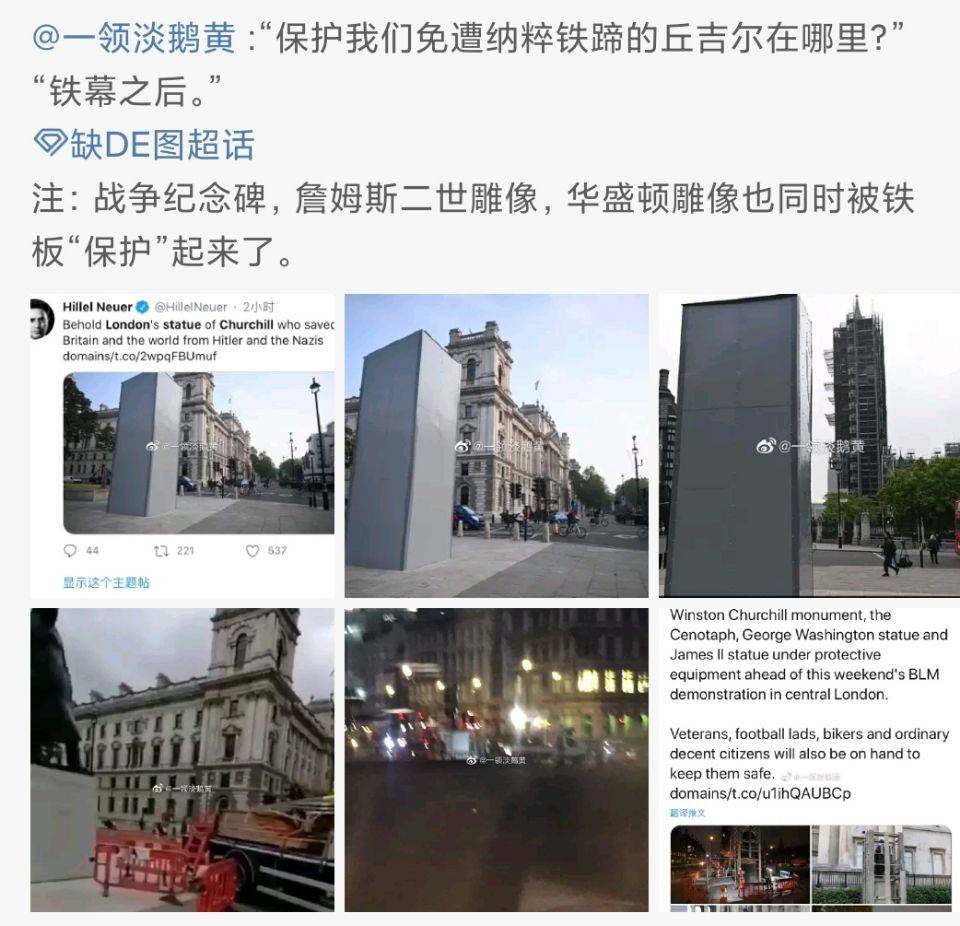 @一领淡鹅黄 :“保护我们免遭纳粹铁蹄的丘吉尔在哪里?”
“铁幕之后。”
缺DE图超话
注: 战争纪念碑, 詹姆斯二世雕像, 华盛顿雕像也同时被铁
板“保护”起来了。
Hillel Neuer @HillelNeuer · 2小时
Behold London's statue of Churchill who saved
Britain and the world from Hitler and the Nazis
domains/t.co/2wpqFBUmuf
@一领淡鹅黄
44 221 537
显示这个主题帖
@一领淡鹅黄
@一领淡鹅黄
@一领淡鹅黄
@一领淡鹅黄
Winston Churchill monument, the
Cenotaph, George Washington statue and
James II statue under protective
equipment ahead of this weekend's BLM
demonstration in central London.
Veterans, football lads, bikers and ordinary
decent citizens will also be on hand to
keep them safe. @一领淡鹅黄
domains/t.co/u1ihQAUBCp
翻译推文